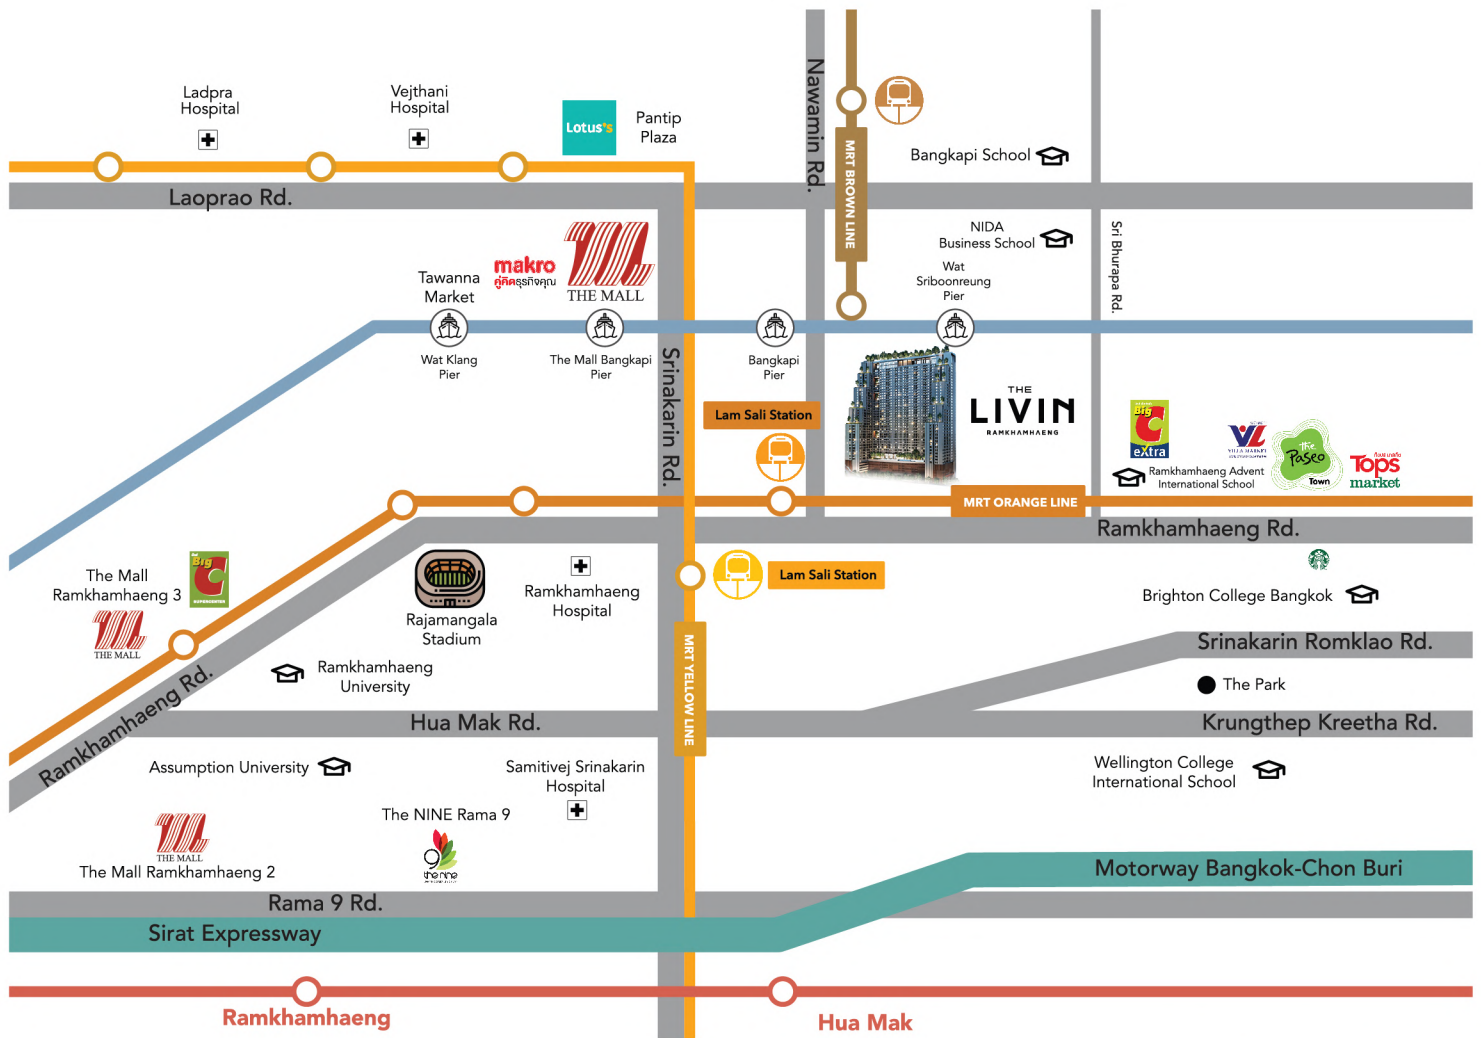 Ladpra
Hospital
Vejthani
Hospital
Lotus's
Pantip
Plaza
Nawamin Rd.
MRT BROWN LINE
Bangkapi School
Laoprao Rd.
NIDA
Business School
Sri Bhurapa Rd.
Wat
Sriboonreung
Pier
Tawanna
Market
makro
คู่คิดธุรกิจคุณ
THE MALL
Wat Klang
Pier
The Mall Bangkapi
Pier
Srinakarin Rd.
Bangkapi
Pier
Lam Sali Station
THE
LIVIN
RAMKHAMHAENG
Big
C
eXtra
VILLA MARKET
the
Paseo
Town
Tops
market
Ramkhamhaeng Advent
International School
MRT ORANGE LINE
Ramkhamhaeng Rd.
The Mall
Ramkhamhaeng 3
THE MALL
Big
C
SUPERCENTER
Rajamangala
Stadium
Ramkhamhaeng
Hospital
Lam Sali Station
Brighton College Bangkok
Ramkhamhaeng
University
MRT YELLOW LINE
Srinakarin Romklao Rd.
The Park
Ramkhamhaeng Rd.
Hua Mak Rd.
Krungthep Kreetha Rd.
Assumption University
Samitivej Srinakarin
Hospital
Wellington College
International School
The NINE Rama 9
9
the nine
THE MALL
The Mall Ramkhamhaeng 2
Motorway Bangkok-Chon Buri
Rama 9 Rd.
Sirat Expressway
Ramkhamhaeng
Hua Mak